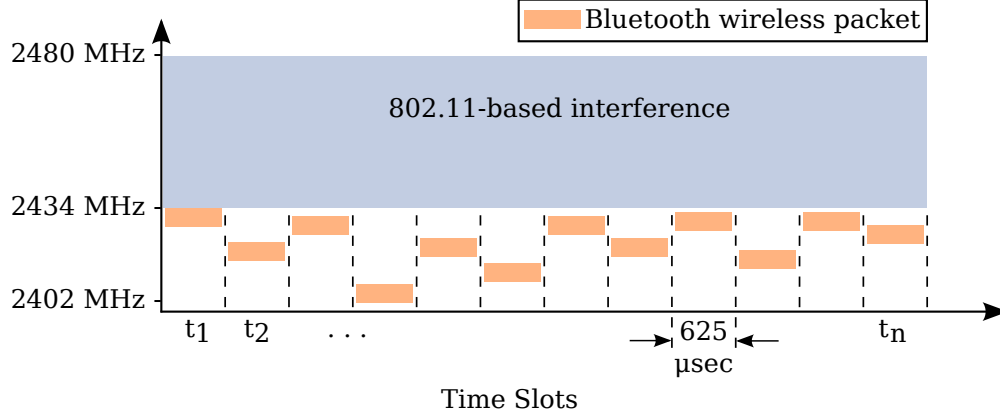 Bluetooth wireless packet
2480 MHz
802.11-based interference
2434 MHz
2402 MHz
t1 t2 . . . 625 tn
μsec
Time Slots